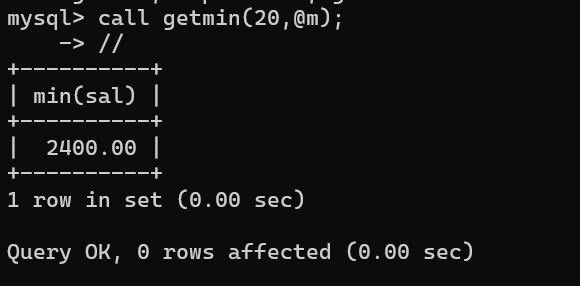 mysql> call getmin(20,@m);
    -> //
+----------+
| min(sal) |
+----------+
|  2400.00 |
+----------+
1 row in set (0.00 sec)

Query OK, 0 rows affected (0.00 sec)